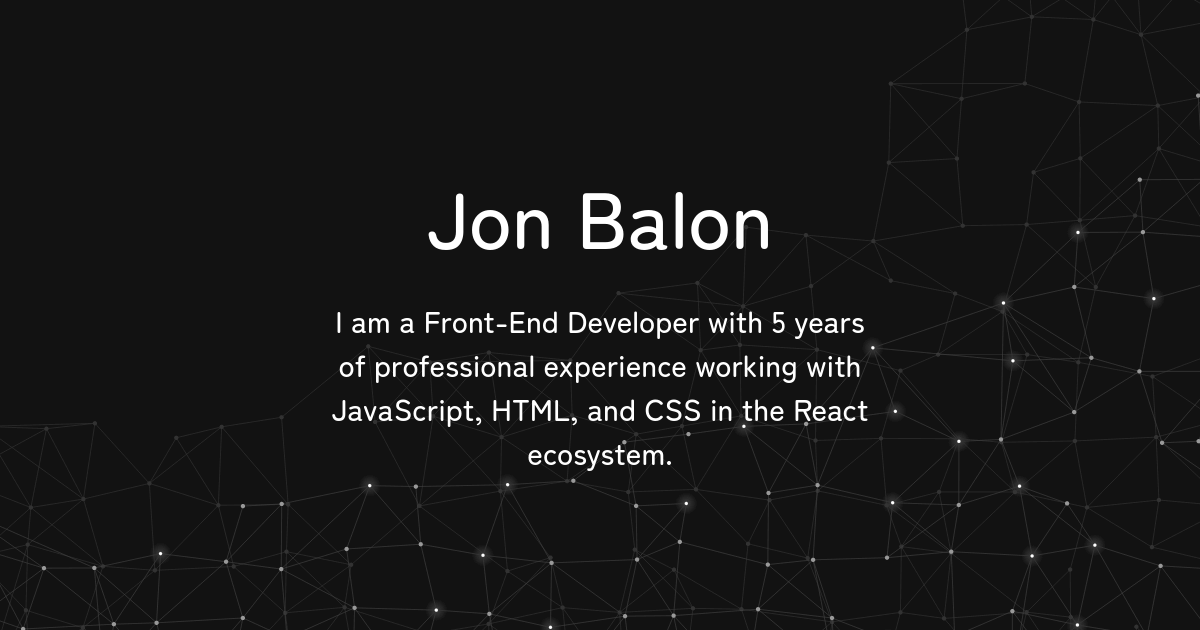 Jon Balon
I am a Front-End Developer with 5 years
of professional experience working with
JavaScript, HTML, and CSS in the React
ecosystem.